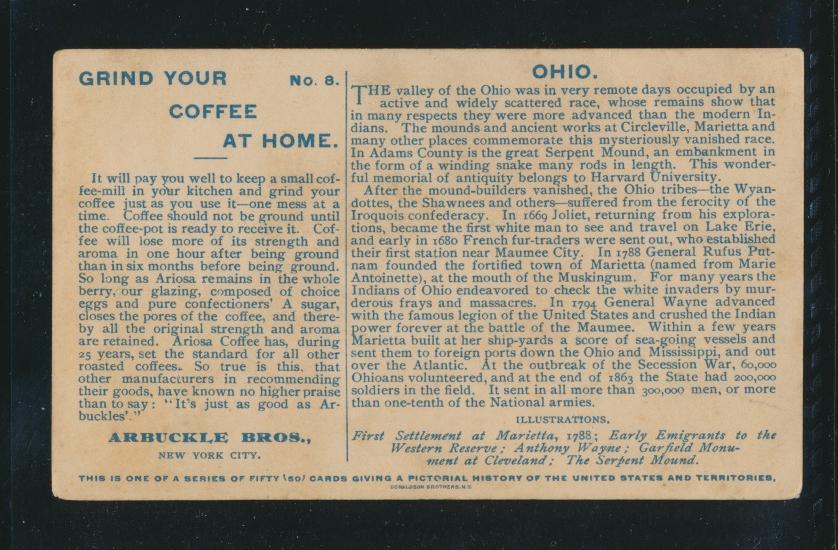 GRIND YOUR No. 8.
COFFEE
AT HOME.
It will pay you well to keep a small cof-
fee-mill in your kitchen and grind your
coffee just as you use it—one mess at a
time. Coffee should not be ground until
the coffee-pot is ready to receive it. Cof-
fee will lose more of its strength and
aroma in one hour after being ground
than in six months before being ground.
So long as Ariosa remains in the whole
berry, our glazing, composed of choice
eggs and pure confectioners' A sugar,
closes the pores of the coffee, and there-
by all the original strength and aroma
are retained. Ariosa Coffee has, during
25 years, set the standard for all other
roasted coffees. So true is this, that
other manufacturers in recommending
their goods, have known no higher praise
than to say: "It's just as good as Ar-
buckles'."
ARBUCKLE BROS.,
NEW YORK CITY.
OHIO.
THE valley of the Ohio was in very remote days occupied by an
active and widely scattered race, whose remains show that
in many respects they were more advanced than the modern In-
dians. The mounds and ancient works at Circleville, Marietta and
many other places commemorate this mysteriously vanished race.
In Adams County is the great Serpent Mound, an embankment in
the form of a winding snake many rods in length. This wonder-
ful memorial of antiquity belongs to Harvard University.
After the mound-builders vanished, the Ohio tribes—the Wyan-
dottes, the Shawnees and others—suffered from the ferocity of the
Iroquois confederacy. In 1669 Joliet, returning from his explora-
tions, became the first white man to see and travel on Lake Erie,
and early in 1680 French fur-traders were sent out, who established
their first station near Maumee City. In 1788 General Rufus Put-
nam founded the fortified town of Marietta (named from Marie
Antoinette), at the mouth of the Muskingum. For many years the
Indians of Ohio endeavored to check the white invaders by mur-
derous frays and massacres. In 1794 General Wayne advanced
with the famous legion of the United States and crushed the Indian
power forever at the battle of the Maumee. Within a few years
Marietta built at her ship-yards a score of sea-going vessels and
sent them to foreign ports down the Ohio and Mississippi, and out
over the Atlantic. At the outbreak of the Secession War, 60,000
Ohioans volunteered, and at the end of 1863 the State had 200,000
soldiers in the field. It sent in all more than 300,000 men, or more
than one-tenth of the National armies.
ILLUSTRATIONS.
First Settlement at Marietta, 1788; Early Emigrants to the
Western Reserve; Anthony Wayne; Garfield Monu-
ment at Cleveland; The Serpent Mound.
THIS IS ONE OF A SERIES OF FIFTY (50) CARDS GIVING A PICTORIAL HISTORY OF THE UNITED STATES AND TERRITORIES,
DONALDSON BROTHERS, N.Y.